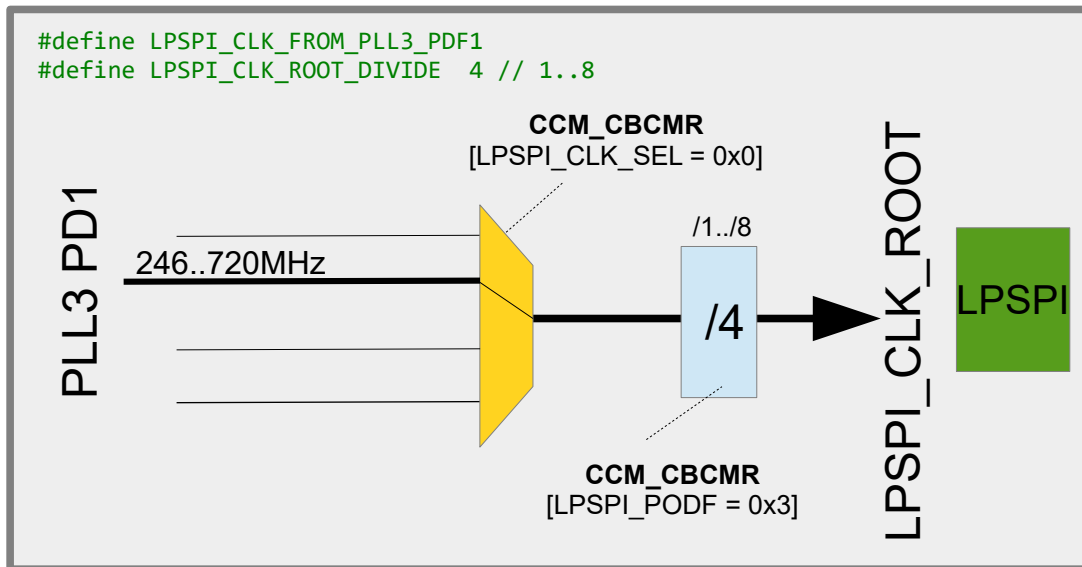 #define LPSPI_CLK_FROM_PLL3_PDF1
#define LPSPI_CLK_ROOT_DIVIDE 4 // 1..8
CCM_CBCMR
[LPSPI_CLK_SEL = 0x0]
PLL3 PD1
246..720MHz
/1../8
/4
LPSPI_CLK_ROOT
LPSPI
CCM_CBCMR
[LPSPI_PODF = 0x3]